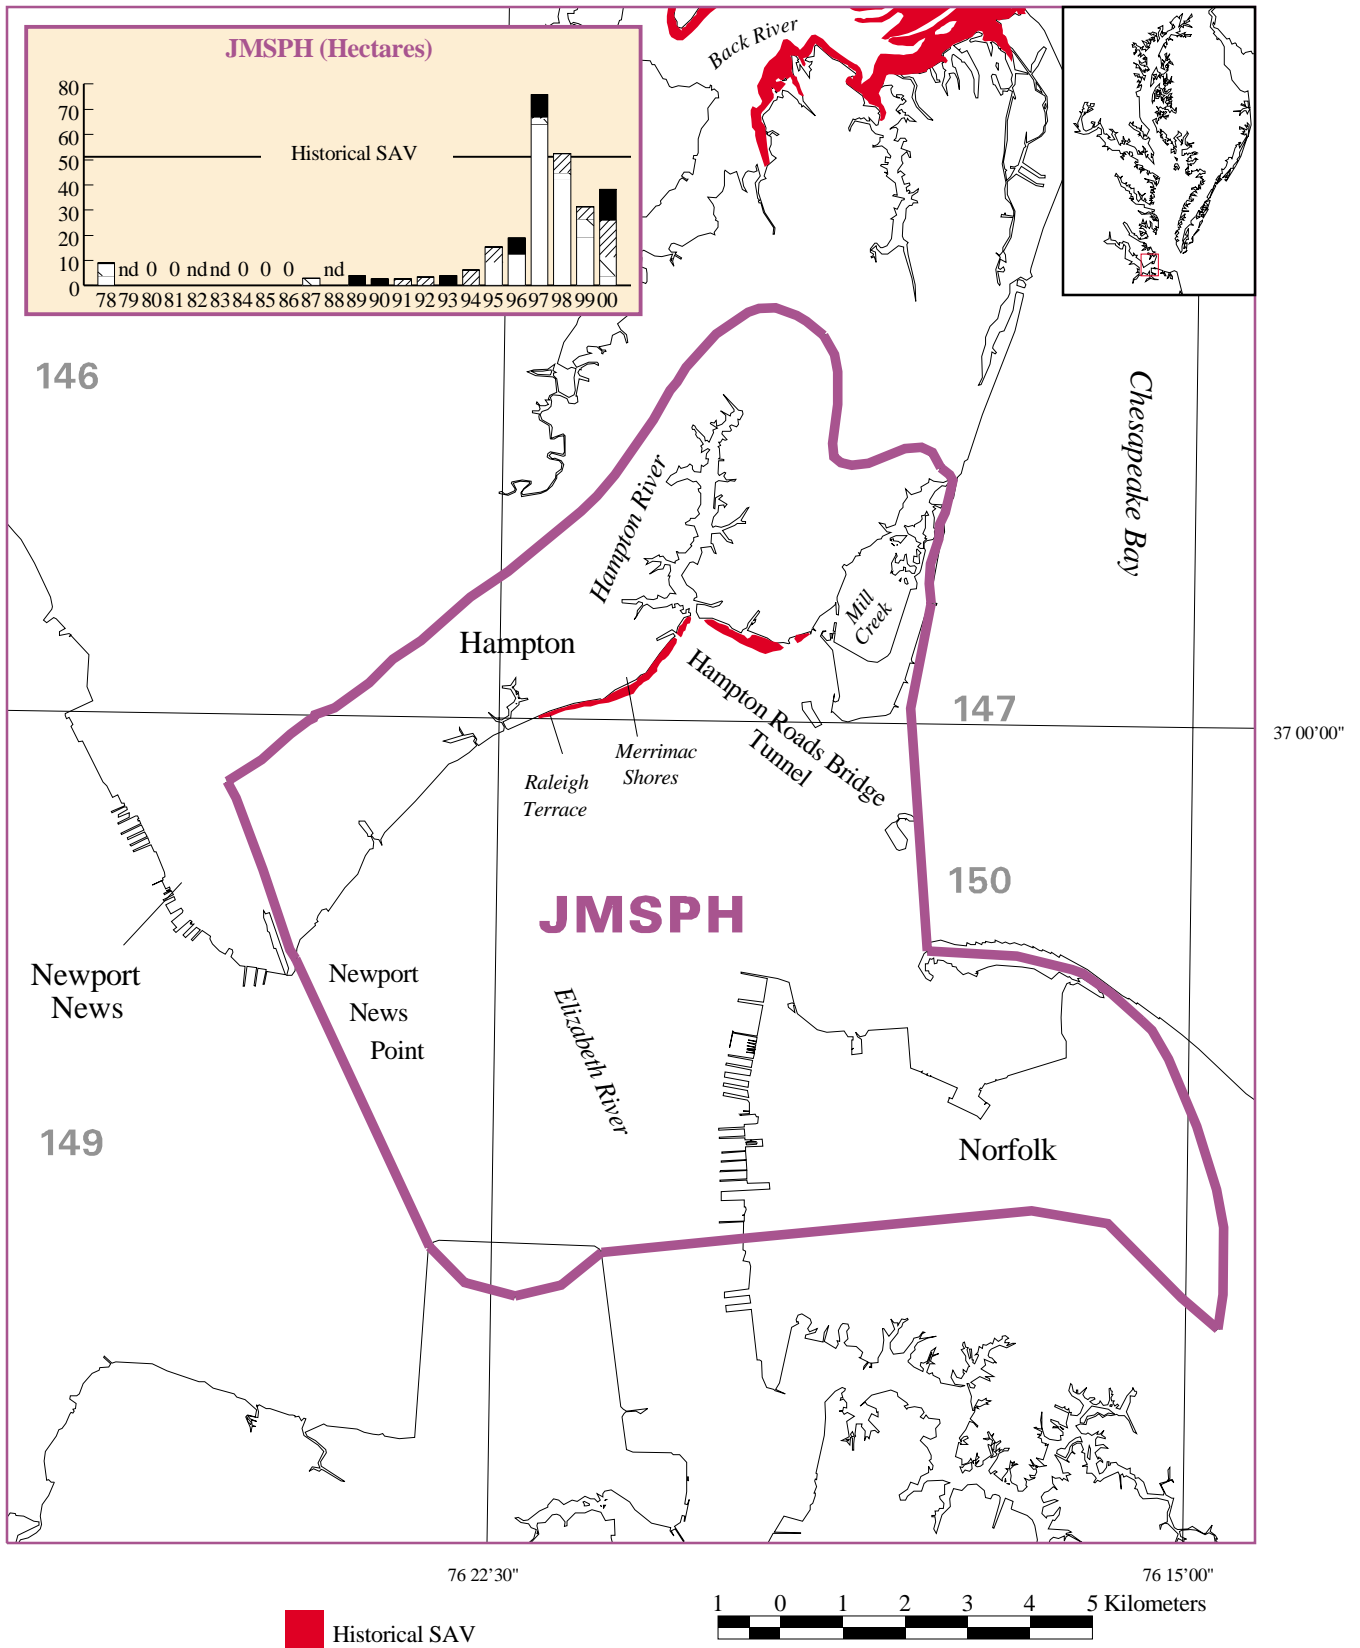 JMSPH (Hectares)
80
70
60
50
40
30
20
10
0
Historical SAV
nd 0 0 nd nd 0 0 0 nd
78 79 80 81 82 83 84 85 86 87 88 89 90 91 92 93 94 95 96 97 98 99 00
Back River
146
Chesapeake Bay
Hampton River
Mill
Creek
Hampton
Hampton Roads Bridge
Tunnel
147
37 00'00"
Merrimac
Shores
Raleigh
Terrace
150
JMSPH
Newport
News
Newport
News
Point
Elizabeth River
149
Norfolk
76 22'30"
76 15'00"
Historical SAV
1 0 1 2 3 4 5 Kilometers